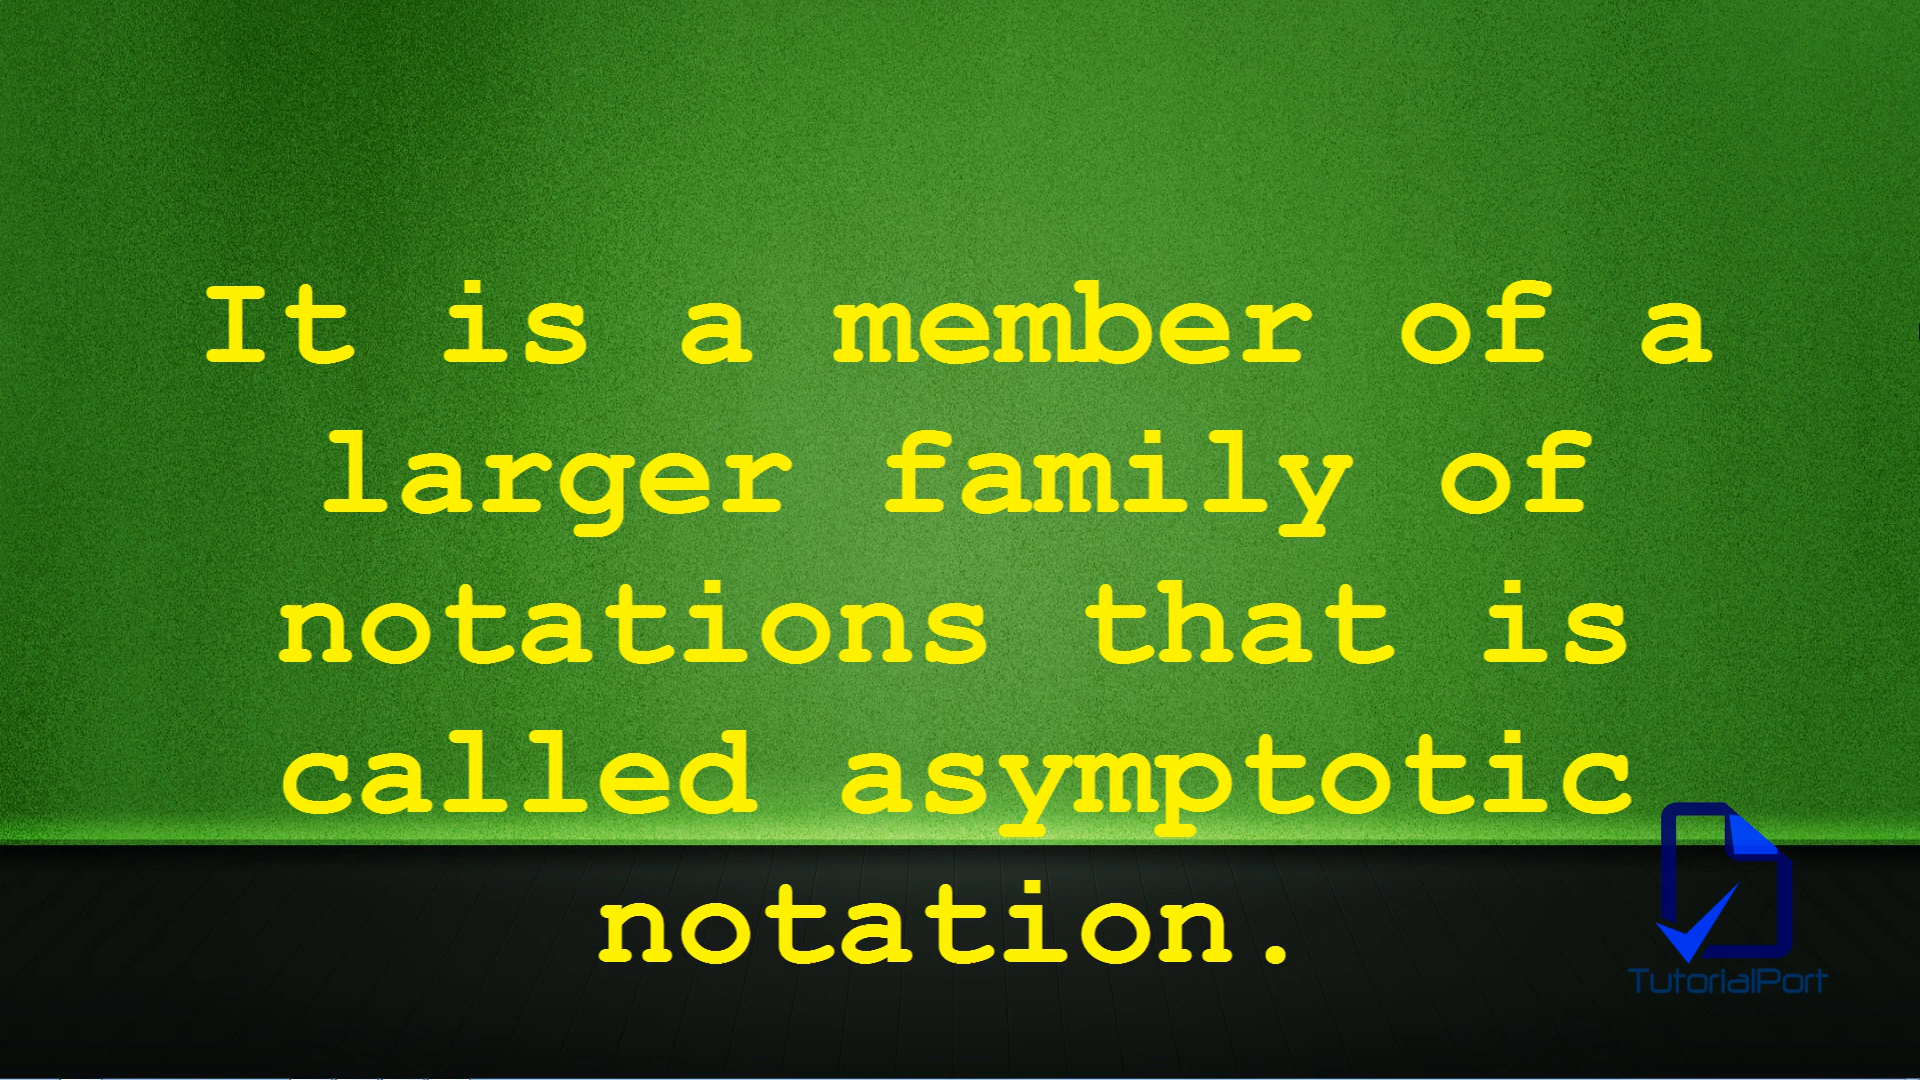 It is a member of a
larger family of
notations that is
called asymptotic
notation.
TutorialPort